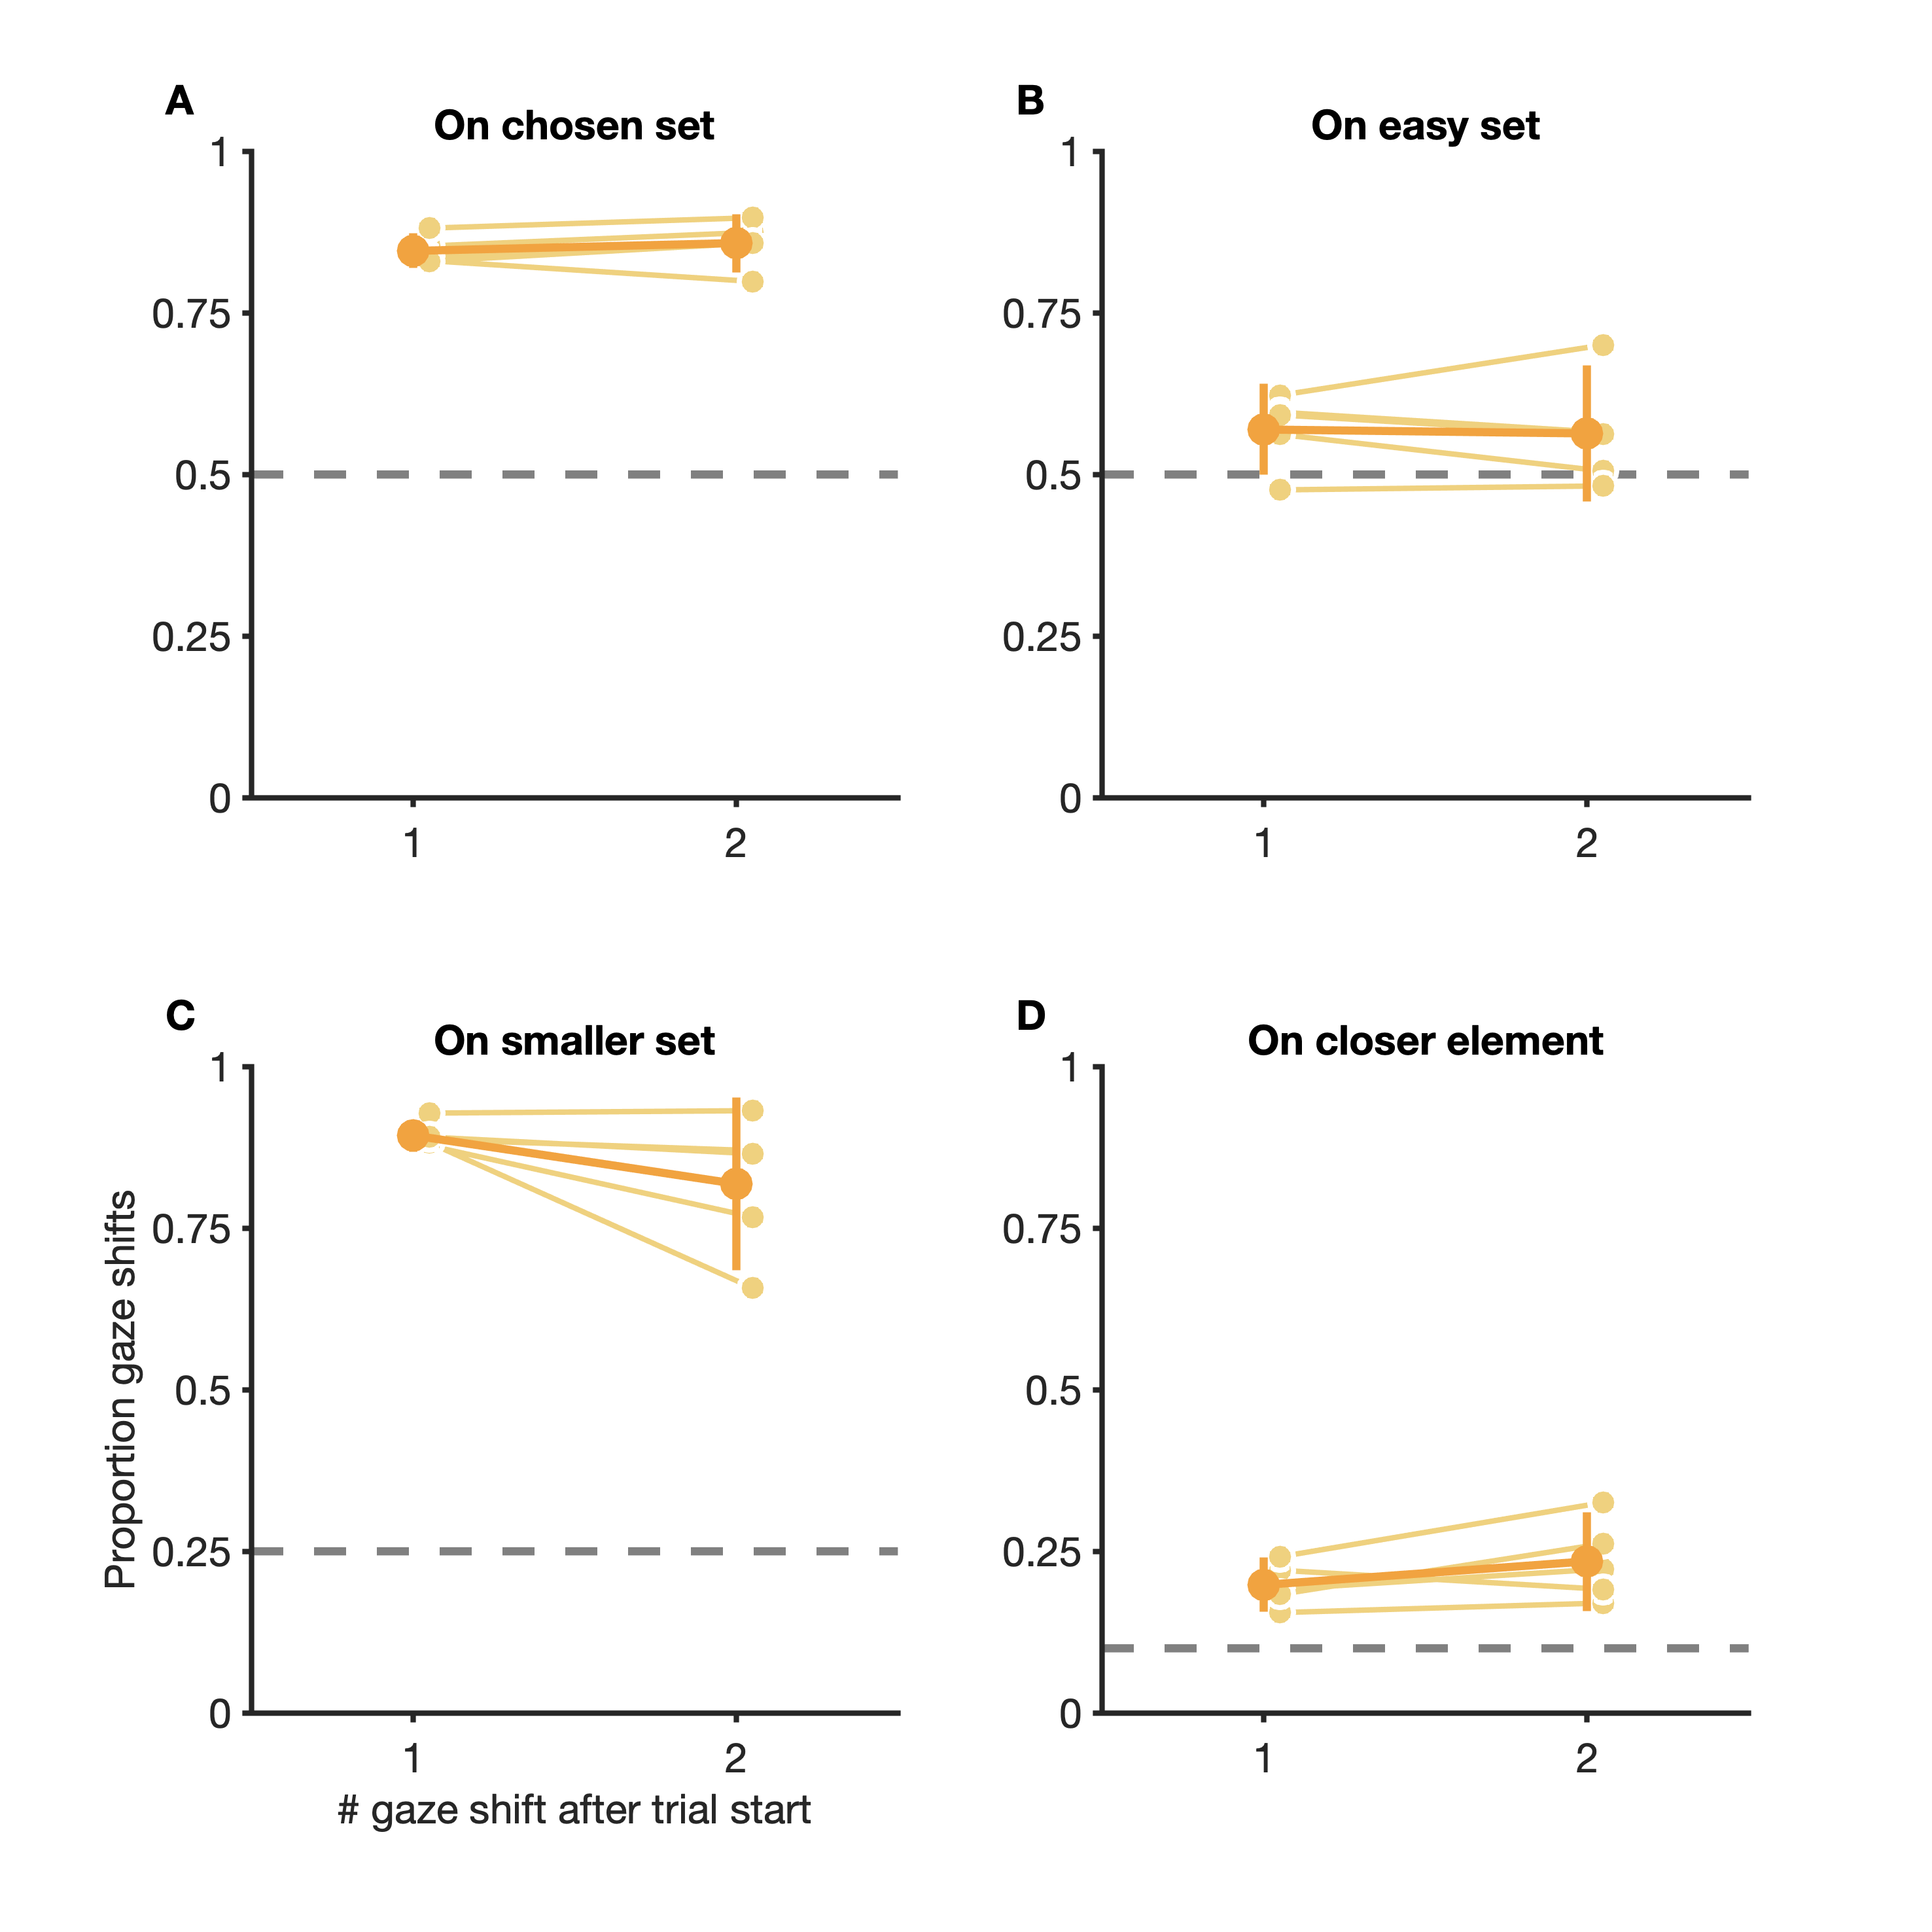 A
On chosen set
1
0.75
0.5
0.25
0
1 2
B
On easy set
1
0.75
0.5
0.25
0
1 2
C
On smaller set
Proportion gaze shifts
1
0.75
0.5
0.25
0
1 2
# gaze shift after trial start
D
On closer element
1
0.75
0.5
0.25
0
1 2